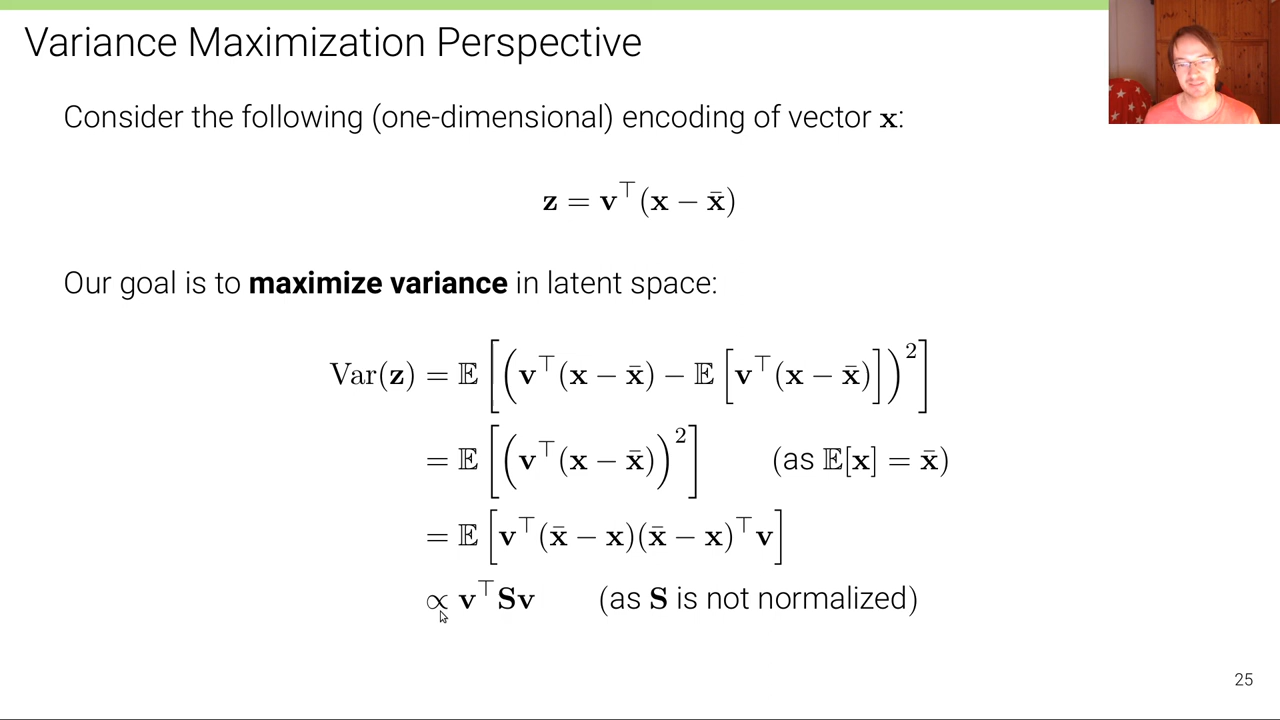 Variance Maximization Perspective
Consider the following (one-dimensional) encoding of vector x:
z = v⊤(x − x̄)
Our goal is to maximize variance in latent space:
Var(z) = 𝔼[(v⊤(x − x̄) − 𝔼[v⊤(x − x̄)])²]
= 𝔼[(v⊤(x − x̄))²] (as 𝔼[x] = x̄)
= 𝔼[v⊤(x̄ − x)(x̄ − x)⊤v]
∝ v⊤Sv (as S is not normalized)
25